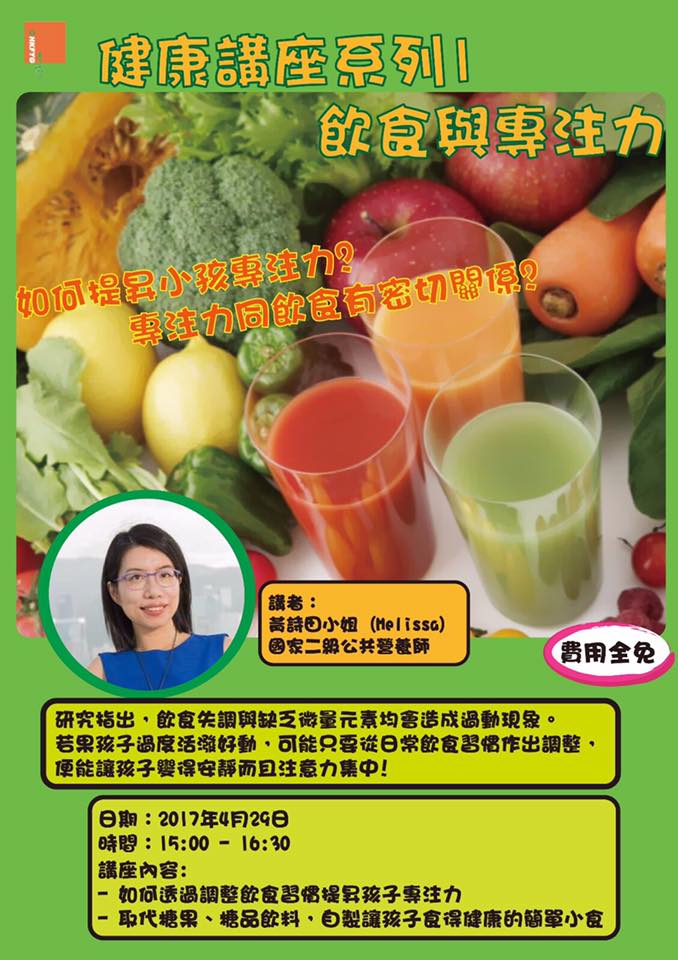 HKFYG
健康講座系列1
飲食與專注力
如何提昇小孩專注力?
專注力同飲食有密切關係?
講者：
黃詩田小姐 (Melissa)
國家二級公共營養師
費用全免
研究指出，飲食失調與缺乏微量元素均會造成過動現象。
若果孩子過度活潑好動，可能只要從日常飲食習慣作出調整，
便能讓孩子變得安靜而且注意力集中!
日期：2017年4月29日
時間：15:00 - 16:30
講座內容:
- 如何透過調整飲食習慣提昇孩子專注力
- 取代糖果、糖品飲料，自製讓孩子食得健康的簡單小食